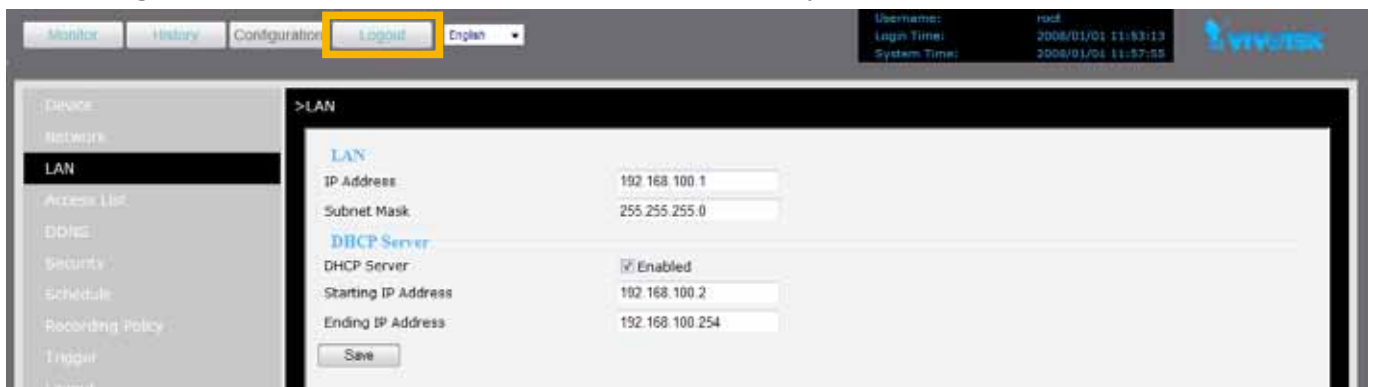 Username: root
Monitor History Configuration Logout English Login Time: 2008/01/01 11:53:13
System Time: 2008/01/01 11:57:55
VIVOTEK
Device
Network
LAN
Access List
DDNS
Security
Schedule
Recording Policy
Trigger
Layout
>LAN
LAN
IP Address 192.168.100.1
Subnet Mask 255.255.255.0
DHCP Server
DHCP Server Enabled
Starting IP Address 192.168.100.2
Ending IP Address 192.168.100.254
Save